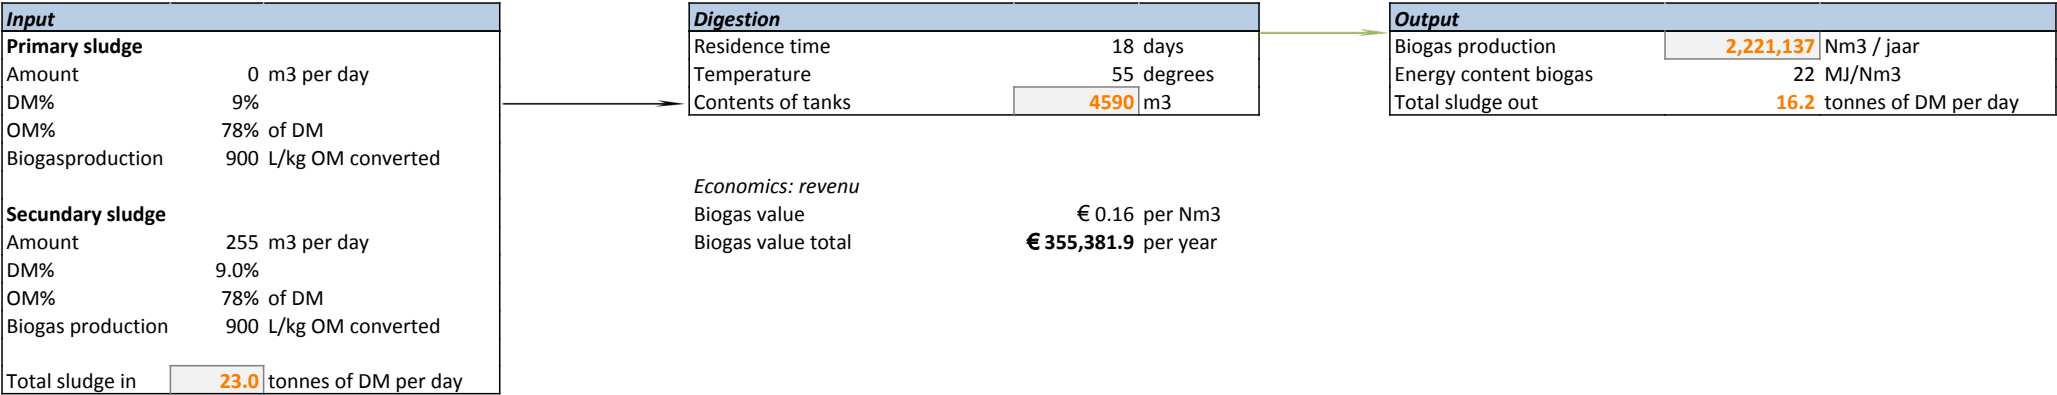 Input
Primary sludge
Amount 0 m3 per day
DM% 9%
OM% 78% of DM
Biogasproduction 900 L/kg OM converted
Secundary sludge
Amount 255 m3 per day
DM% 9.0%
OM% 78% of DM
Biogas production 900 L/kg OM converted
Total sludge in 23.0 tonnes of DM per day
Digestion
Residence time 18 days
Temperature 55 degrees
Contents of tanks 4590 m3
Economics: revenu
Biogas value € 0.16 per Nm3
Biogas value total € 355,381.9 per year
Output
Biogas production 2,221,137 Nm3 / jaar
Energy content biogas 22 MJ/Nm3
Total sludge out 16.2 tonnes of DM per day